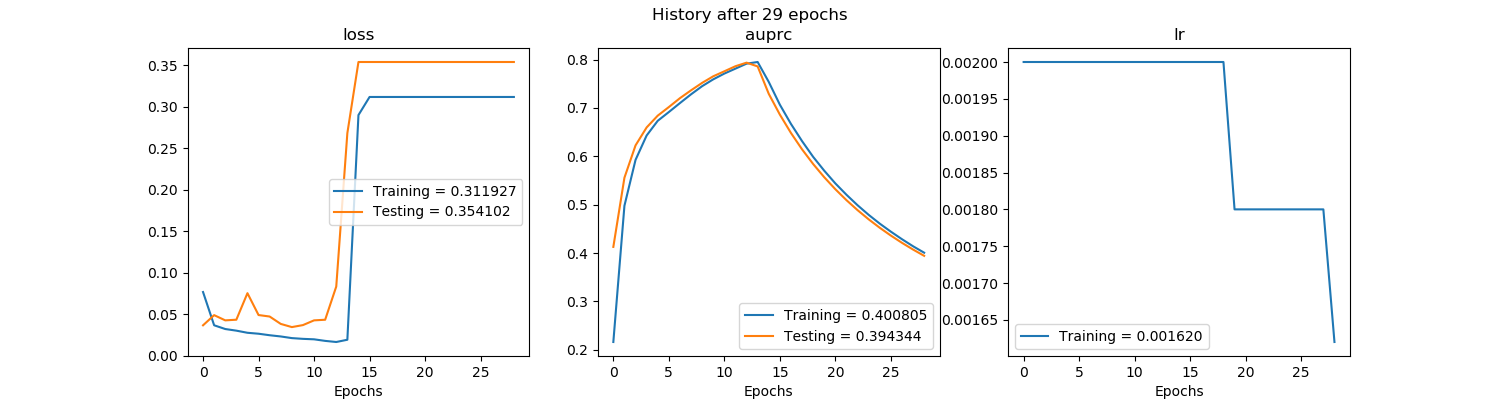 History after 29 epochs
loss
0.35
0.30
0.25
0.20
0.15
0.10
0.05
0.00
Training = 0.311927
Testing = 0.354102
0 5 10 15 20 25
Epochs
auprc
0.8
0.7
0.6
0.5
0.4
0.3
0.2
Training = 0.400805
Testing = 0.394344
0 5 10 15 20 25
Epochs
lr
0.00200
0.00195
0.00190
0.00185
0.00180
0.00175
0.00170
0.00165
Training = 0.001620
0 5 10 15 20 25
Epochs